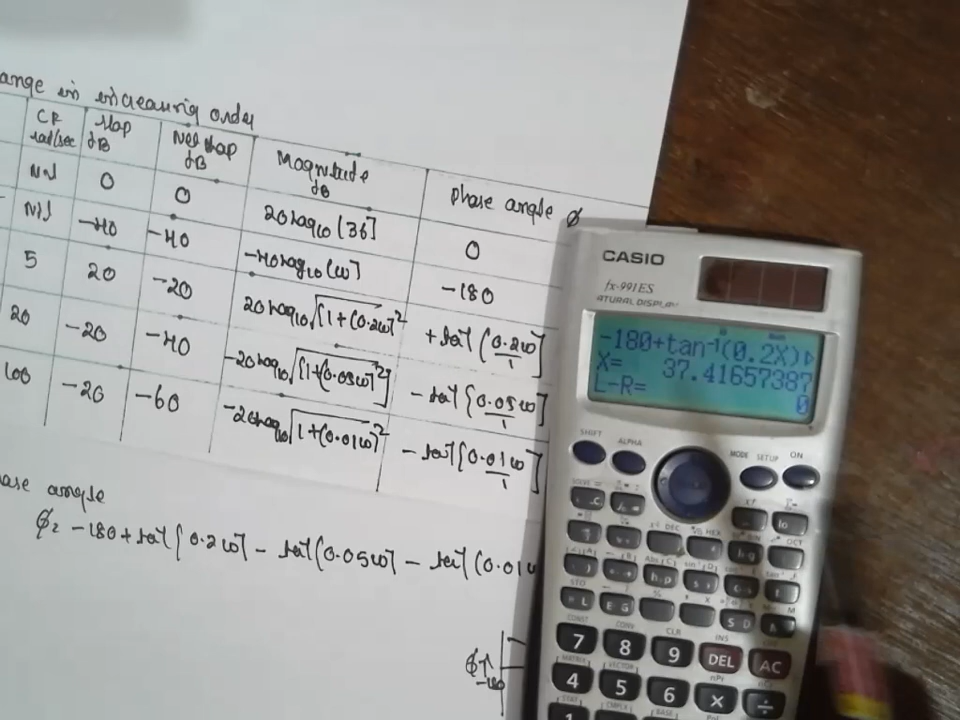 ange in increasing order
CF rad/sec | slop dB | Net slop dB | Magnitude dB | phase angle ∅
Nil | 0 | 0 | 20log10 [36] | 0
Nil | -40 | -40 | -40log10 (ω] | -180
5 | 20 | -20 | 20log10 √[1+(0.2ω]² | + tan⁻¹ (0.2ω/1]
20 | -20 | -40 | -20log10 √[1+(0.05ω]²] | - tan⁻¹ [0.05ω/1]
100 | -20 | -60 | -20log10 √1+(0.01ω)² | - tan⁻¹ [0.01ω/1]
hase angle
∅= -180+tan⁻¹[0.2ω] - tan⁻¹(0.05ω] - tan⁻¹(0.01ω
∅↑
-180
CASIO
fx-991ES
ATURAL DISPLAY
-180+tan⁻¹(0.2X)▷
X= 37.41657387
L-R= 0
SHIFT ALPHA MODE SETUP ON
7 8 9 DEL AC
4 5 6 × ÷